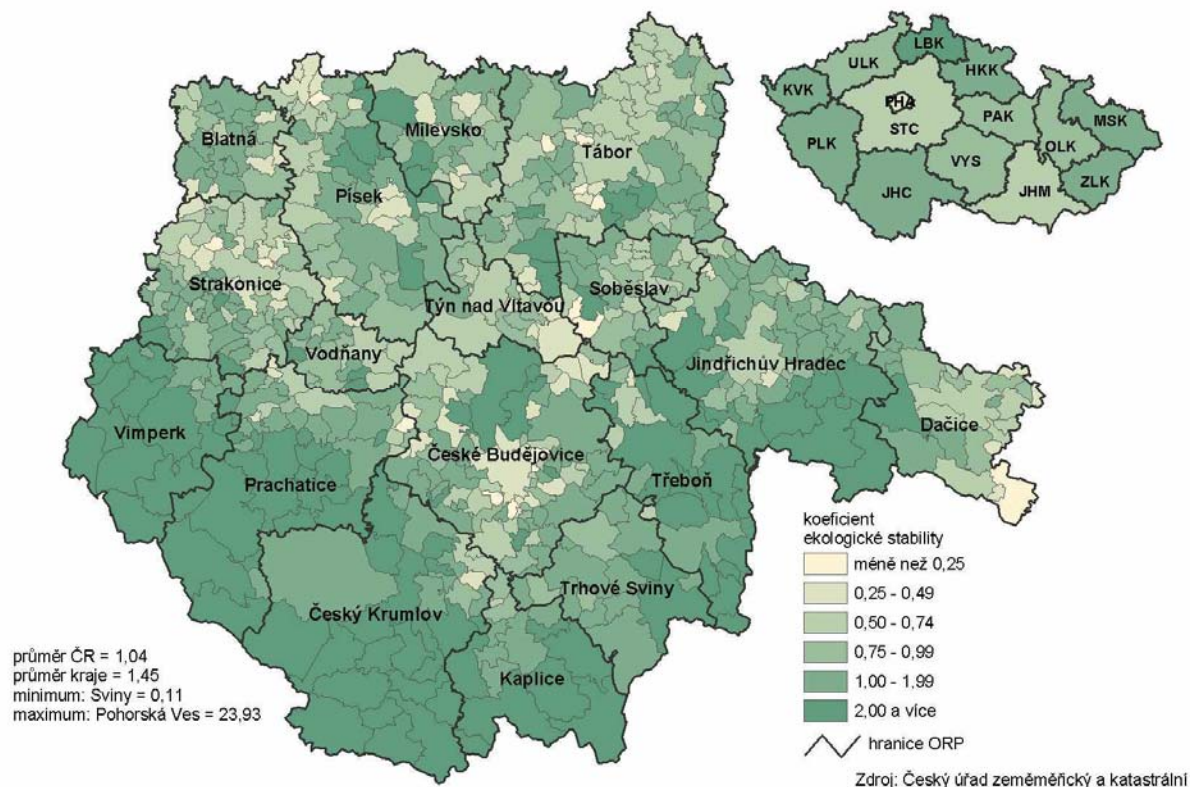 LBK
ULK
HKK
KVK
PHA
PAK
MSK
STC
OLK
PLK
VYS
ZLK
JHC
JHM
Milevsko
Blatná
Tábor
Písek
Strakonice
Soběslav
Týn nad Vltavou
Vodňany
Jindřichův Hradec
Vimperk
Dačice
České Budějovice
Prachatice
Třeboň
Trhové Sviny
Český Krumlov
Kaplice
koeficient
ekologické stability
méně než 0,25
0,25 - 0,49
0,50 - 0,74
0,75 - 0,99
1,00 - 1,99
2,00 a více
hranice ORP
průměr ČR = 1,04
průměr kraje = 1,45
minimum: Sviny = 0,11
maximum: Pohorská Ves = 23,93
Zdroj: Český úřad zeměměřický a katastrální